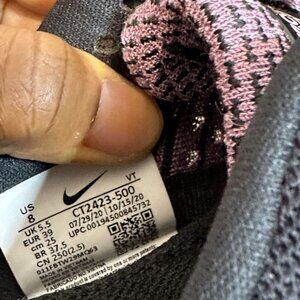 US 8
UK 5.5
EUR 39
cm 25
BR 37.5
CN 250(2.5)
VT
CT2423-500
07/29/20 | 10/15/20
UPC 00194500845732